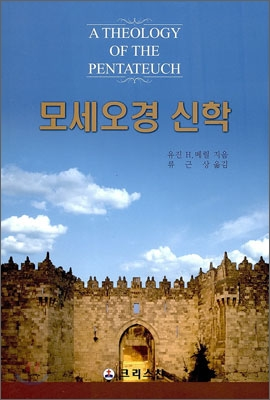 A THEOLOGY
OF THE
PENTATEUCH
모세오경 신학
유진 H. 메릴 지음
류근상 옮김
크리스챤